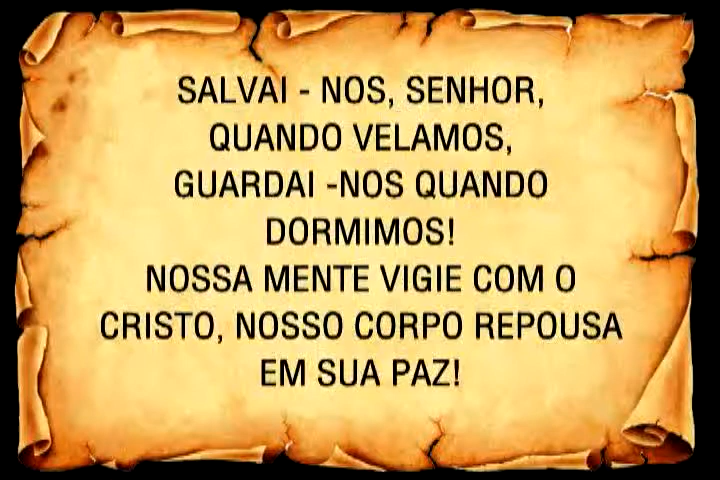 SALVAI - NOS, SENHOR,
QUANDO VELAMOS,
GUARDAI -NOS QUANDO
DORMIMOS!
NOSSA MENTE VIGIE COM O
CRISTO, NOSSO CORPO REPOUSA
EM SUA PAZ!